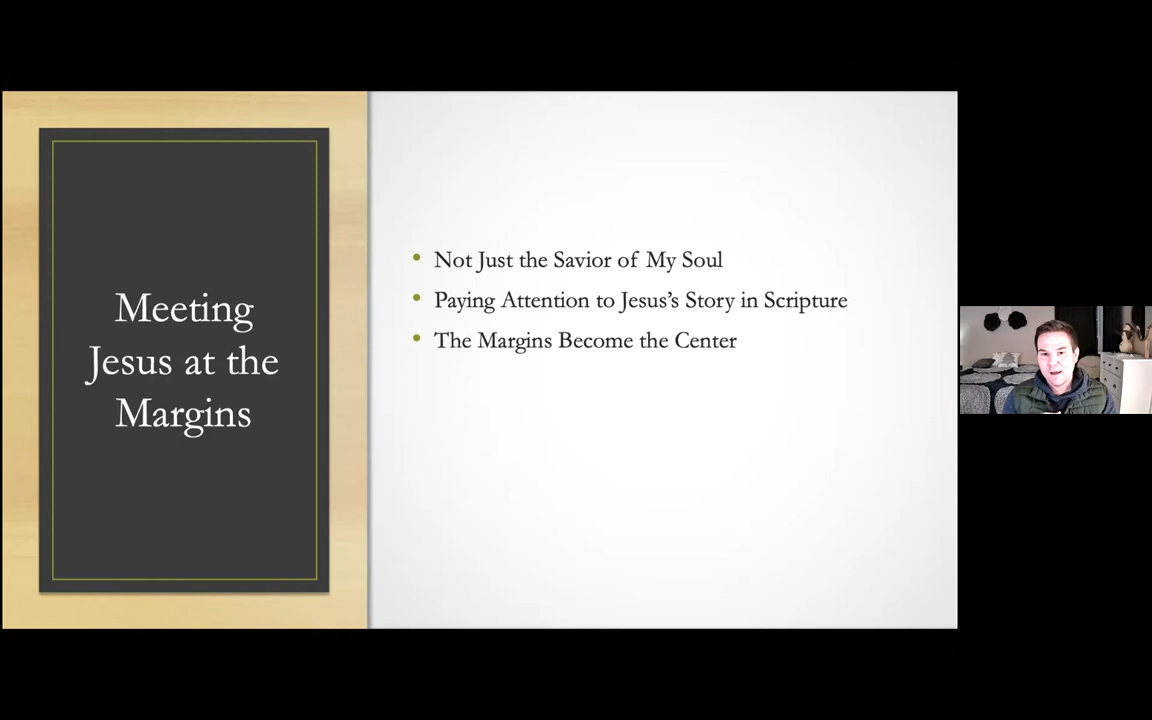 Meeting
Jesus at the
Margins
• Not Just the Savior of My Soul
• Paying Attention to Jesus’s Story in Scripture
• The Margins Become the Center